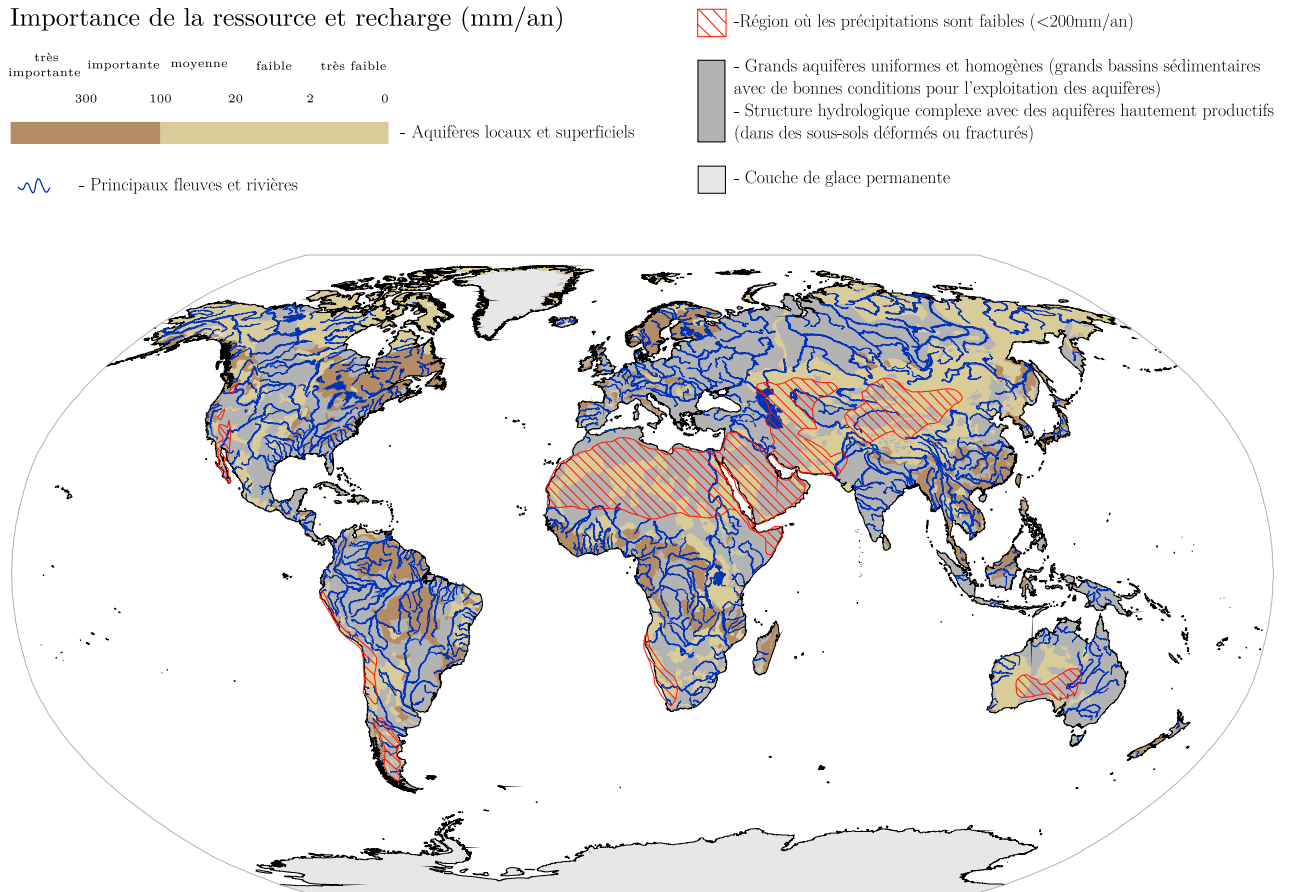 Importance de la ressource et recharge (mm/an)
très
importante importante moyenne faible très faible
300 100 20 2 0
- Aquifères locaux et superficiels
- Principaux fleuves et rivières
-Région où les précipitations sont faibles (<200mm/an)
- Grands aquifères uniformes et homogènes (grands bassins sédimentaires
avec de bonnes conditions pour l'exploitation des aquifères)
- Structure hydrologique complexe avec des aquifères hautement productifs
(dans des sous-sols déformés ou fracturés)
- Couche de glace permanente